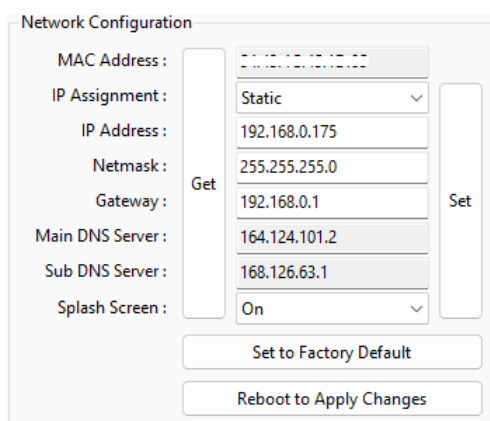 Network Configuration
MAC Address :
IP Assignment : Static
IP Address : 192.168.0.175
Netmask : 255.255.255.0
Get
Gateway : 192.168.0.1
Set
Main DNS Server : 164.124.101.2
Sub DNS Server : 168.126.63.1
Splash Screen : On
Set to Factory Default
Reboot to Apply Changes